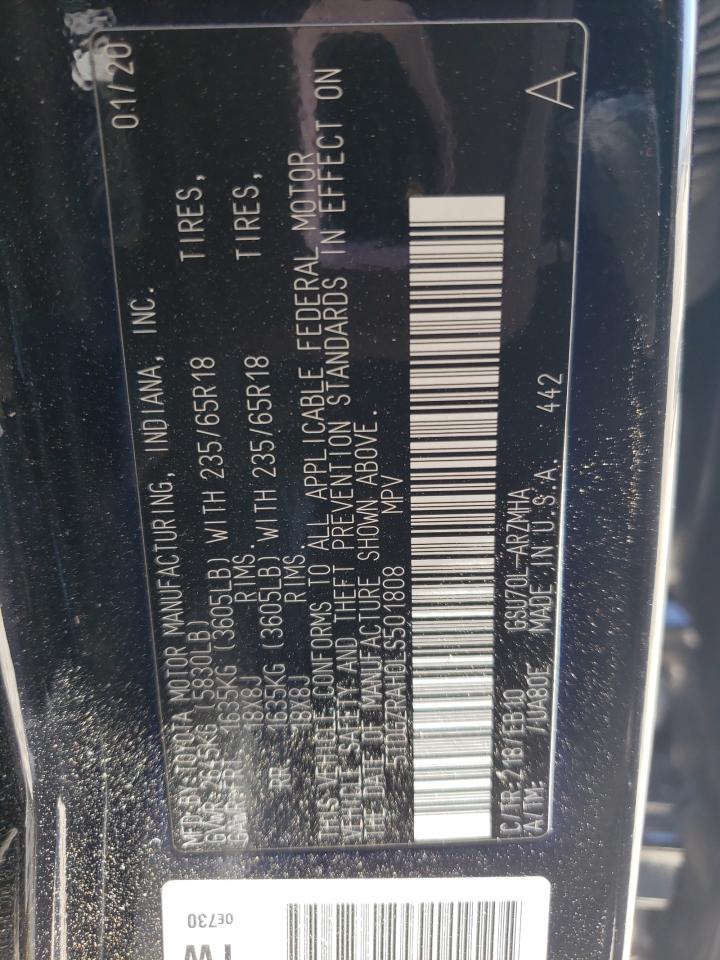 MFD BY TOYOTA MOTOR MANUFACTURING, INDIANA, INC. 01/20
GVWR 2645KG (5830LB)
GAWR FRT 1635KG (3605LB) WITH 235/65R18 TIRES,
18X8J RIMS.
RR 1635KG (3605LB) WITH 235/65R18 TIRES,
18X8J RIMS.
THIS VEHICLE CONFORMS TO ALL APPLICABLE FEDERAL MOTOR
VEHICLE SAFETY AND THEFT PREVENTION STANDARDS IN EFFECT ON
THE DATE OF MANUFACTURE SHOWN ABOVE.
MPV
C/TR: 218/FEB10 GSU70L-ARZMHA
A/TM: /UA80E MADE IN U.S.A. 442 A
0E730